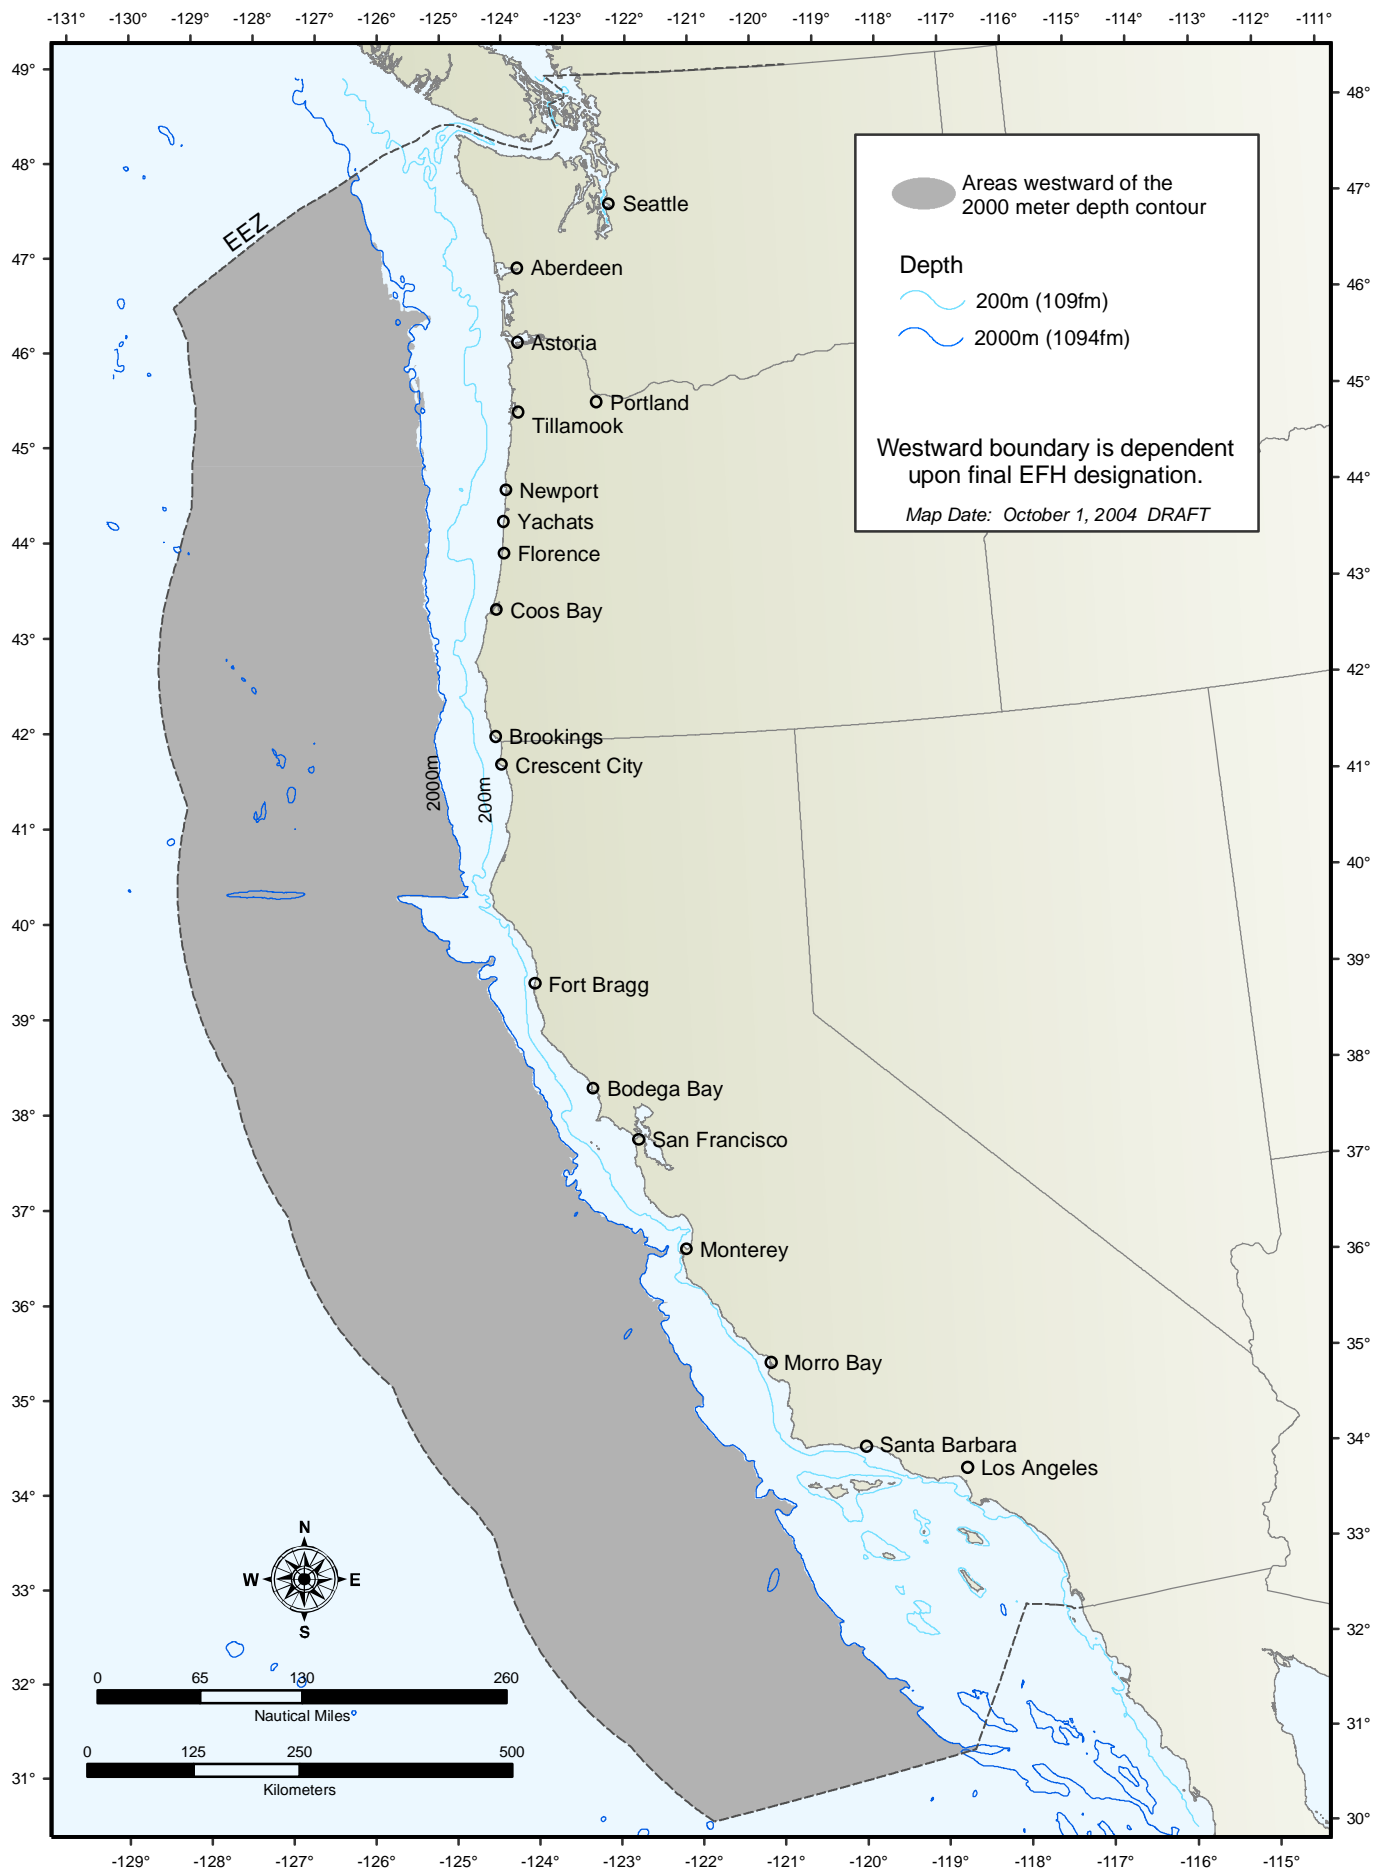 -131° -130° -129° -128° -127° -126° -125° -124° -123° -122° -121° -120° -119° -118° -117° -116° -115° -114° -113° -112° -111°
49°
48°
48°
47°
47°
46°
46°
45°
45°
44°
44°
43°
43°
42°
42°
41°
41°
40°
40°
39°
39°
38°
38°
37°
37°
36°
36°
35°
35°
34°
34°
33°
33°
32°
32°
31°
31°
30°
Areas westward of the
2000 meter depth contour
Depth
200m (109fm)
2000m (1094fm)
Westward boundary is dependent
upon final EFH designation.
Map Date: October 1, 2004 DRAFT
EEZ
Seattle
Aberdeen
Astoria
Portland
Tillamook
Newport
Yachats
Florence
Coos Bay
Brookings
Crescent City
2000m
200m
Fort Bragg
Bodega Bay
San Francisco
Monterey
Morro Bay
Santa Barbara
Los Angeles
N
W E
S
0 65 130 260
Nautical Miles
0 125 250 500
Kilometers
-129° -128° -127° -126° -125° -124° -123° -122° -121° -120° -119° -118° -117° -116° -115°